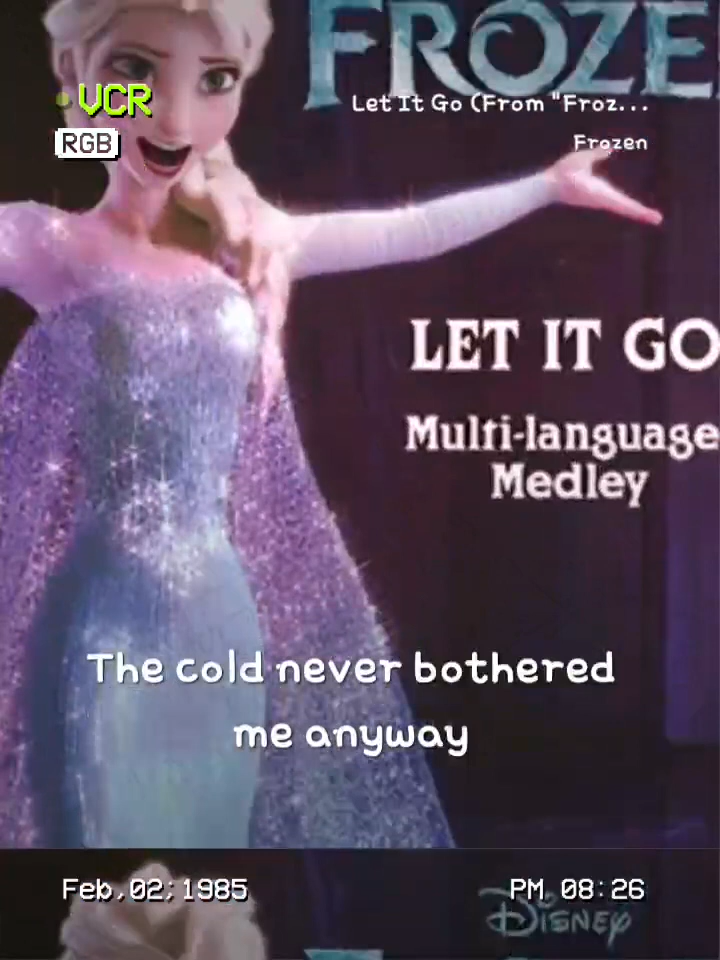 FROZE
VCR
Let It Go (From "Froz...
RGB
Frozen
LET IT GO
Multi-language
Medley
The cold never bothered
me anyway
Feb.02;1985
PM 08:26
Disney